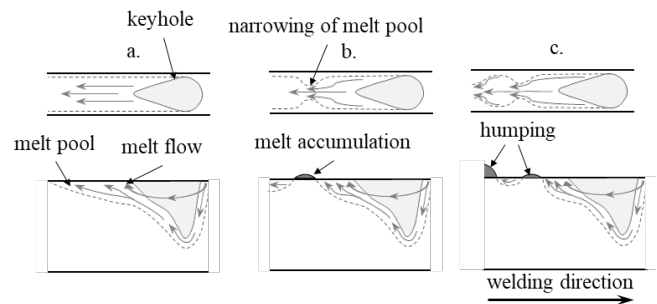 keyhole
a.
narrowing of melt pool
b.
c.
melt pool
melt flow
melt accumulation
humping
welding direction